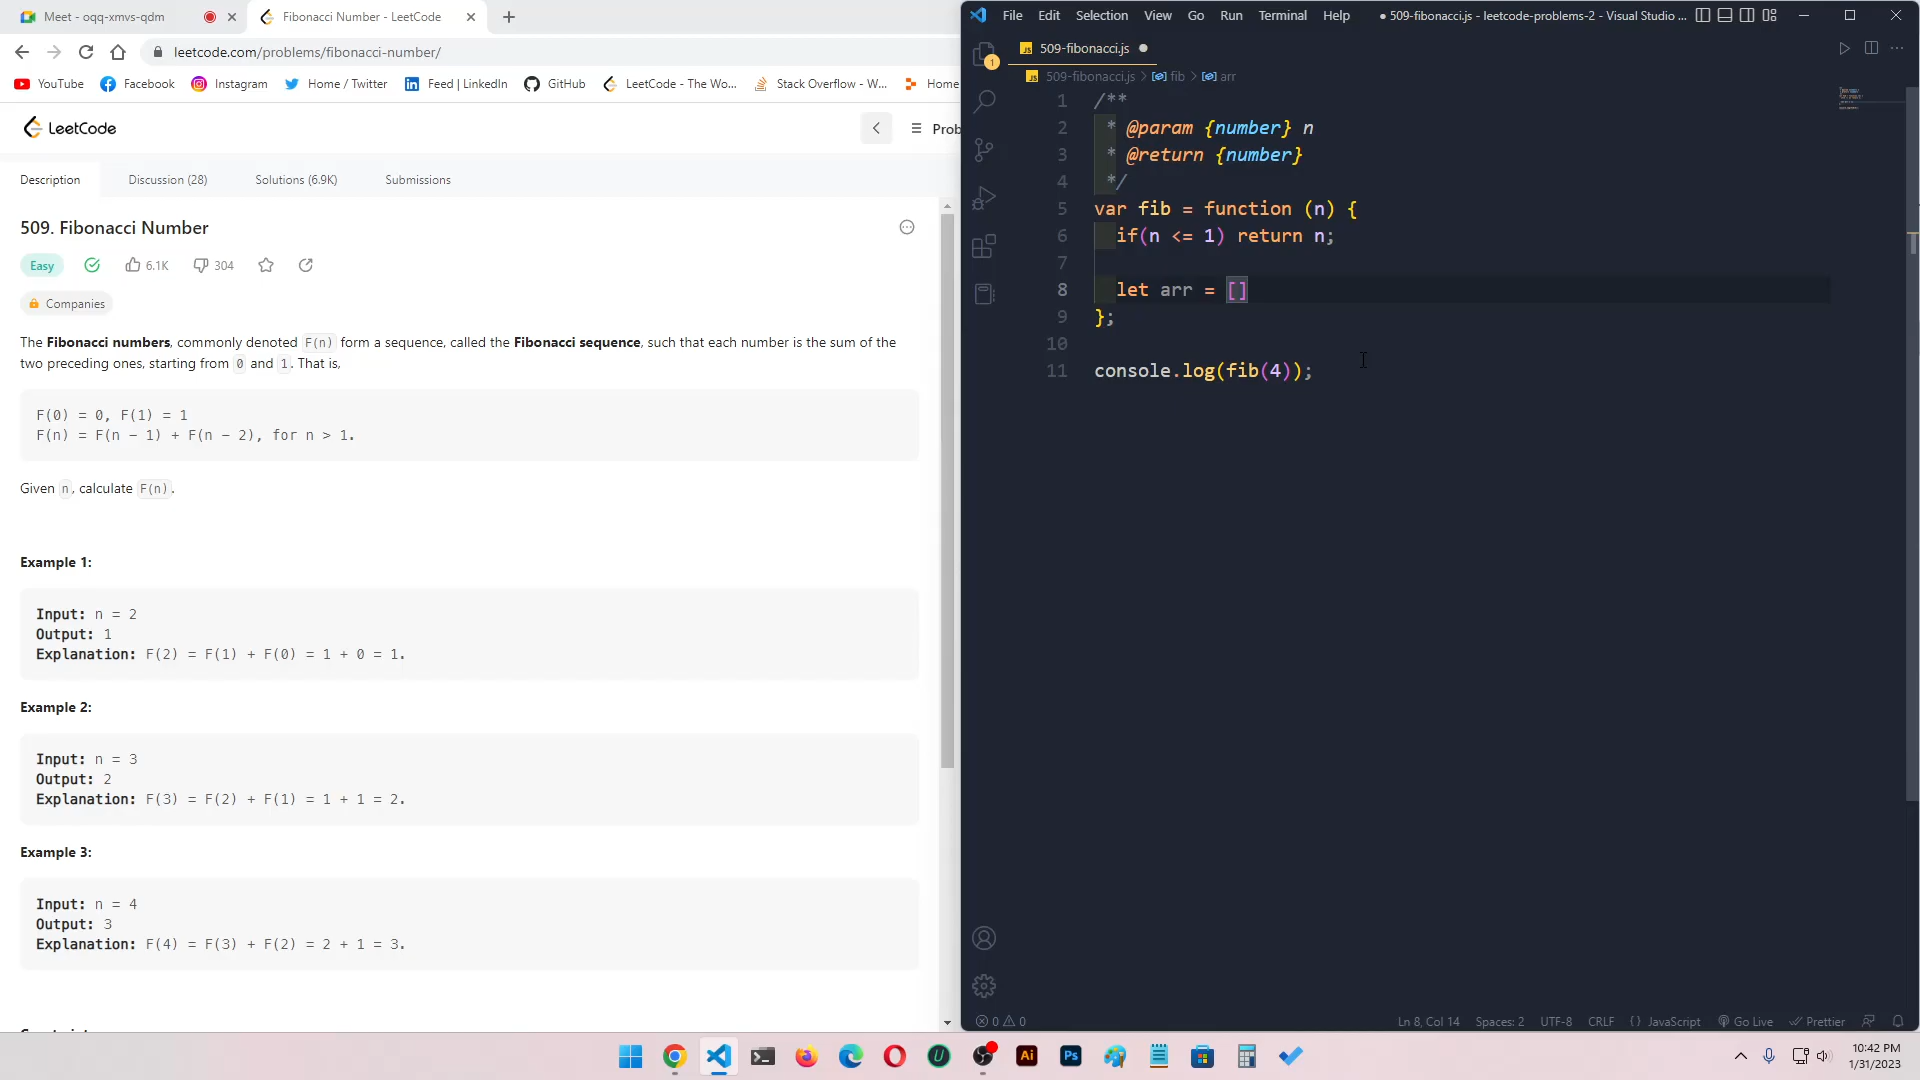 Meet - oqq-xmvs-qdm
Fibonacci Number - LeetCode
leetcode.com/problems/fibonacci-number/
YouTube Facebook Instagram Home / Twitter Feed | LinkedIn GitHub LeetCode - The Wo... Stack Overflow - W... Home
LeetCode
Prob
Description Discussion (28) Solutions (6.9K) Submissions
509. Fibonacci Number
Easy 6.1K 304
Companies
The Fibonacci numbers, commonly denoted F(n) form a sequence, called the Fibonacci sequence, such that each number is the sum of the
two preceding ones, starting from 0 and 1. That is,
F(0) = 0, F(1) = 1
F(n) = F(n - 1) + F(n - 2), for n > 1.
Given n, calculate F(n).
Example 1:
Input: n = 2
Output: 1
Explanation: F(2) = F(1) + F(0) = 1 + 0 = 1.
Example 2:
Input: n = 3
Output: 2
Explanation: F(3) = F(2) + F(1) = 1 + 1 = 2.
Example 3:
Input: n = 4
Output: 3
Explanation: F(4) = F(3) + F(2) = 2 + 1 = 3.
File Edit Selection View Go Run Terminal Help ● 509-fibonacci.js - leetcode-problems-2 - Visual Studio ...
JS 509-fibonacci.js ●
JS 509-fibonacci.js > fib > arr
1
1 /**
2 * @param {number} n
3 * @return {number}
4 */
5 var fib = function (n) {
6 if(n <= 1) return n;
7
8 let arr = []
9 };
10
11 console.log(fib(4));
0 0 Ln 8, Col 14 Spaces: 2 UTF-8 CRLF {} JavaScript Go Live Prettier
U Ai Ps
10:42 PM
1/31/2023